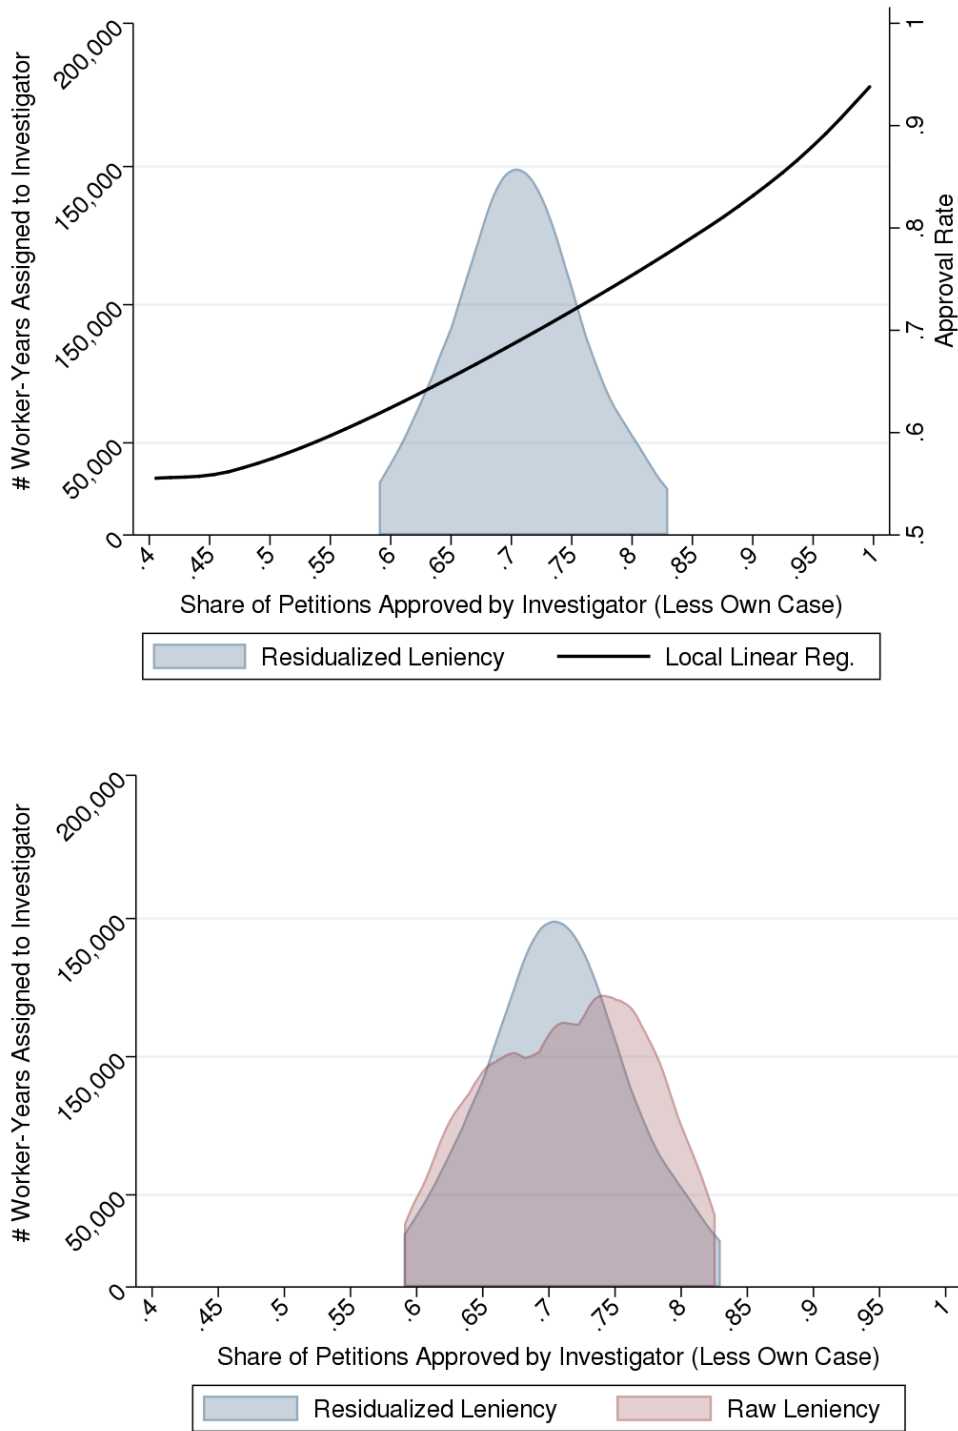 # Worker-Years Assigned to Investigator
200,000
150,000
150,000
50,000
0
1
.9
.8
.7
.6
.5
Approval Rate
.4 .45 .5 .55 .6 .65 .7 .75 .8 .85 .9 .95 1
Share of Petitions Approved by Investigator (Less Own Case)
Residualized Leniency Local Linear Reg.
# Worker-Years Assigned to Investigator
200,000
150,000
150,000
50,000
0
.4 .45 .5 .55 .6 .65 .7 .75 .8 .85 .9 .95 1
Share of Petitions Approved by Investigator (Less Own Case)
Residualized Leniency Raw Leniency